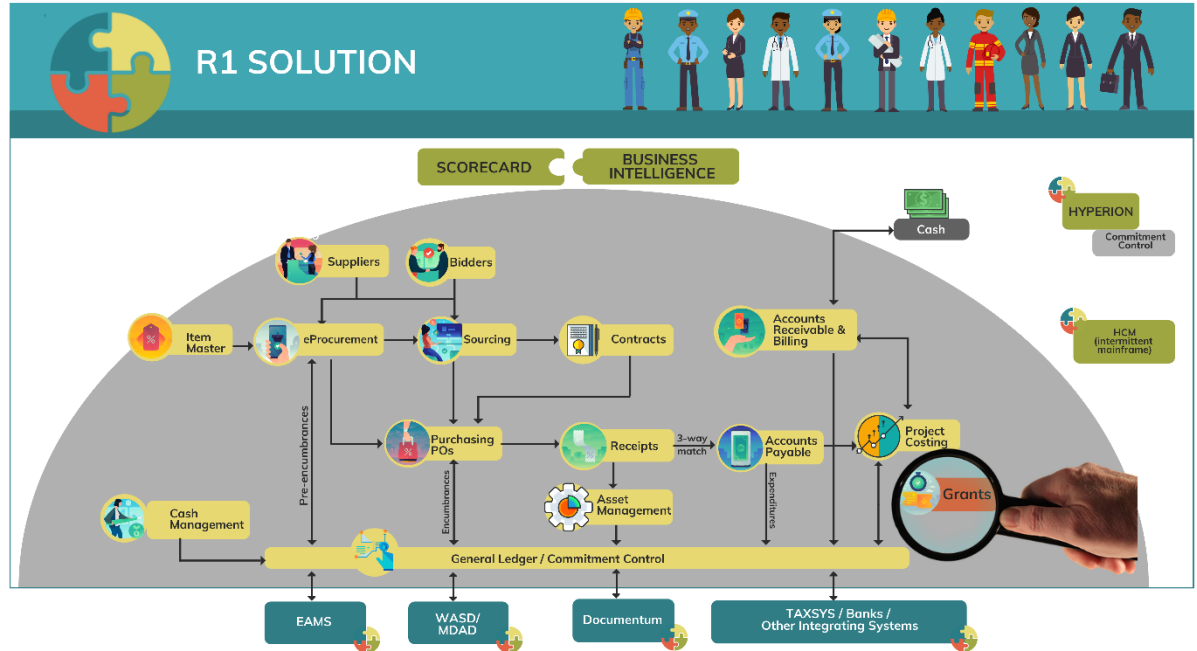 R1 SOLUTION
SCORECARD
BUSINESS
INTELLIGENCE
Cash
HYPERION
Commitment
Control
Suppliers
Bidders
Item
Master
eProcurement
Sourcing
Contracts
Accounts
Receivable &
Billing
HCM
(intermittent
mainframe)
Pre-encumbrances
Purchasing
POs
Receipts
3-way
match
Accounts
Payable
Project
Costing
Encumbrances
Expenditures
Grants
Cash
Management
Asset
Management
General Ledger / Commitment Control
EAMS
WASD/
MDAD
Documentum
TAXSYS / Banks /
Other Integrating Systems